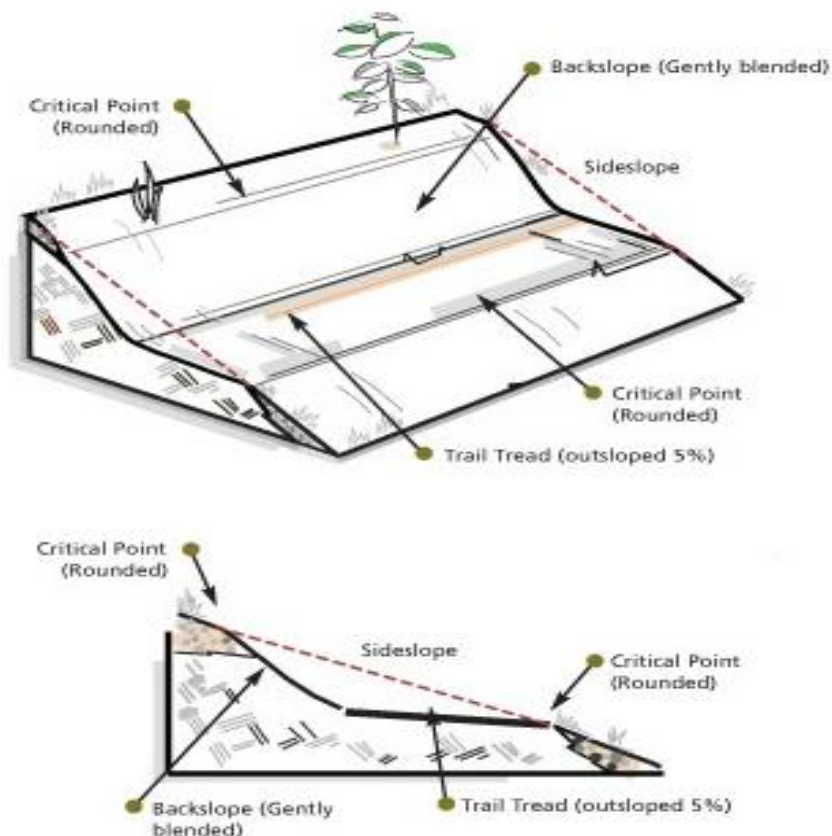 Backslope (Gently blended)
Critical Point
(Rounded)
Sideslope
Critical Point
(Rounded)
Trail Tread (outsloped 5%)
Critical Point
(Rounded)
Sideslope
Critical Point
(Rounded)
Backslope (Gently
blended)
Trail Tread (outsloped 5%)